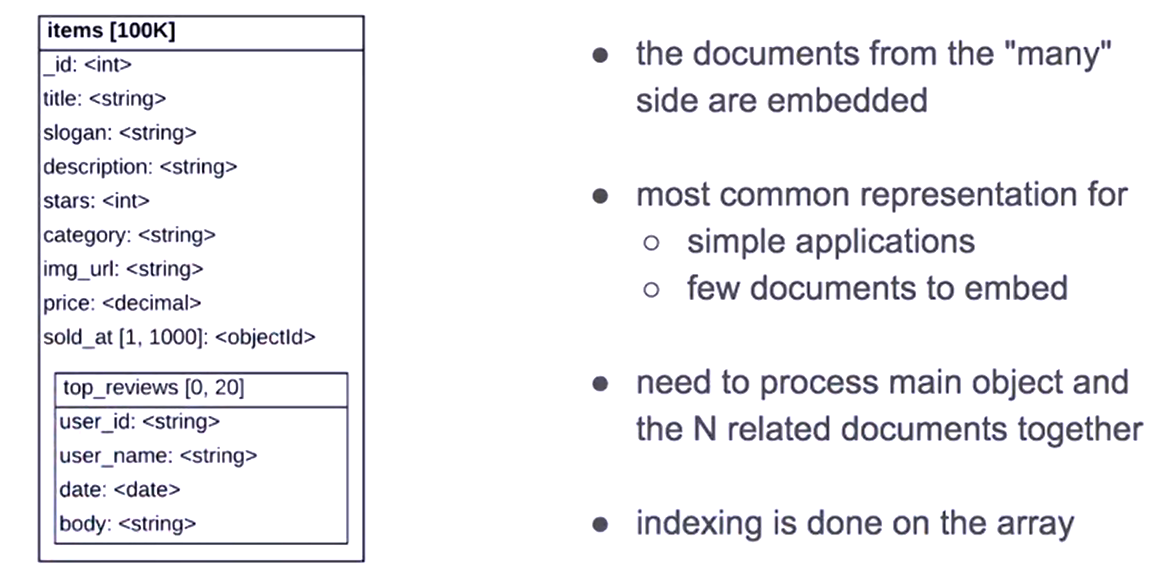 items [100K]
_id: <int>
title: <string>
slogan: <string>
description: <string>
stars: <int>
category: <string>
img_url: <string>
price: <decimal>
sold_at [1, 1000]: <objectId>
top_reviews [0, 20]
user_id: <string>
user_name: <string>
date: <date>
body: <string>
● the documents from the "many"
side are embedded
● most common representation for
○ simple applications
○ few documents to embed
● need to process main object and
the N related documents together
● indexing is done on the array